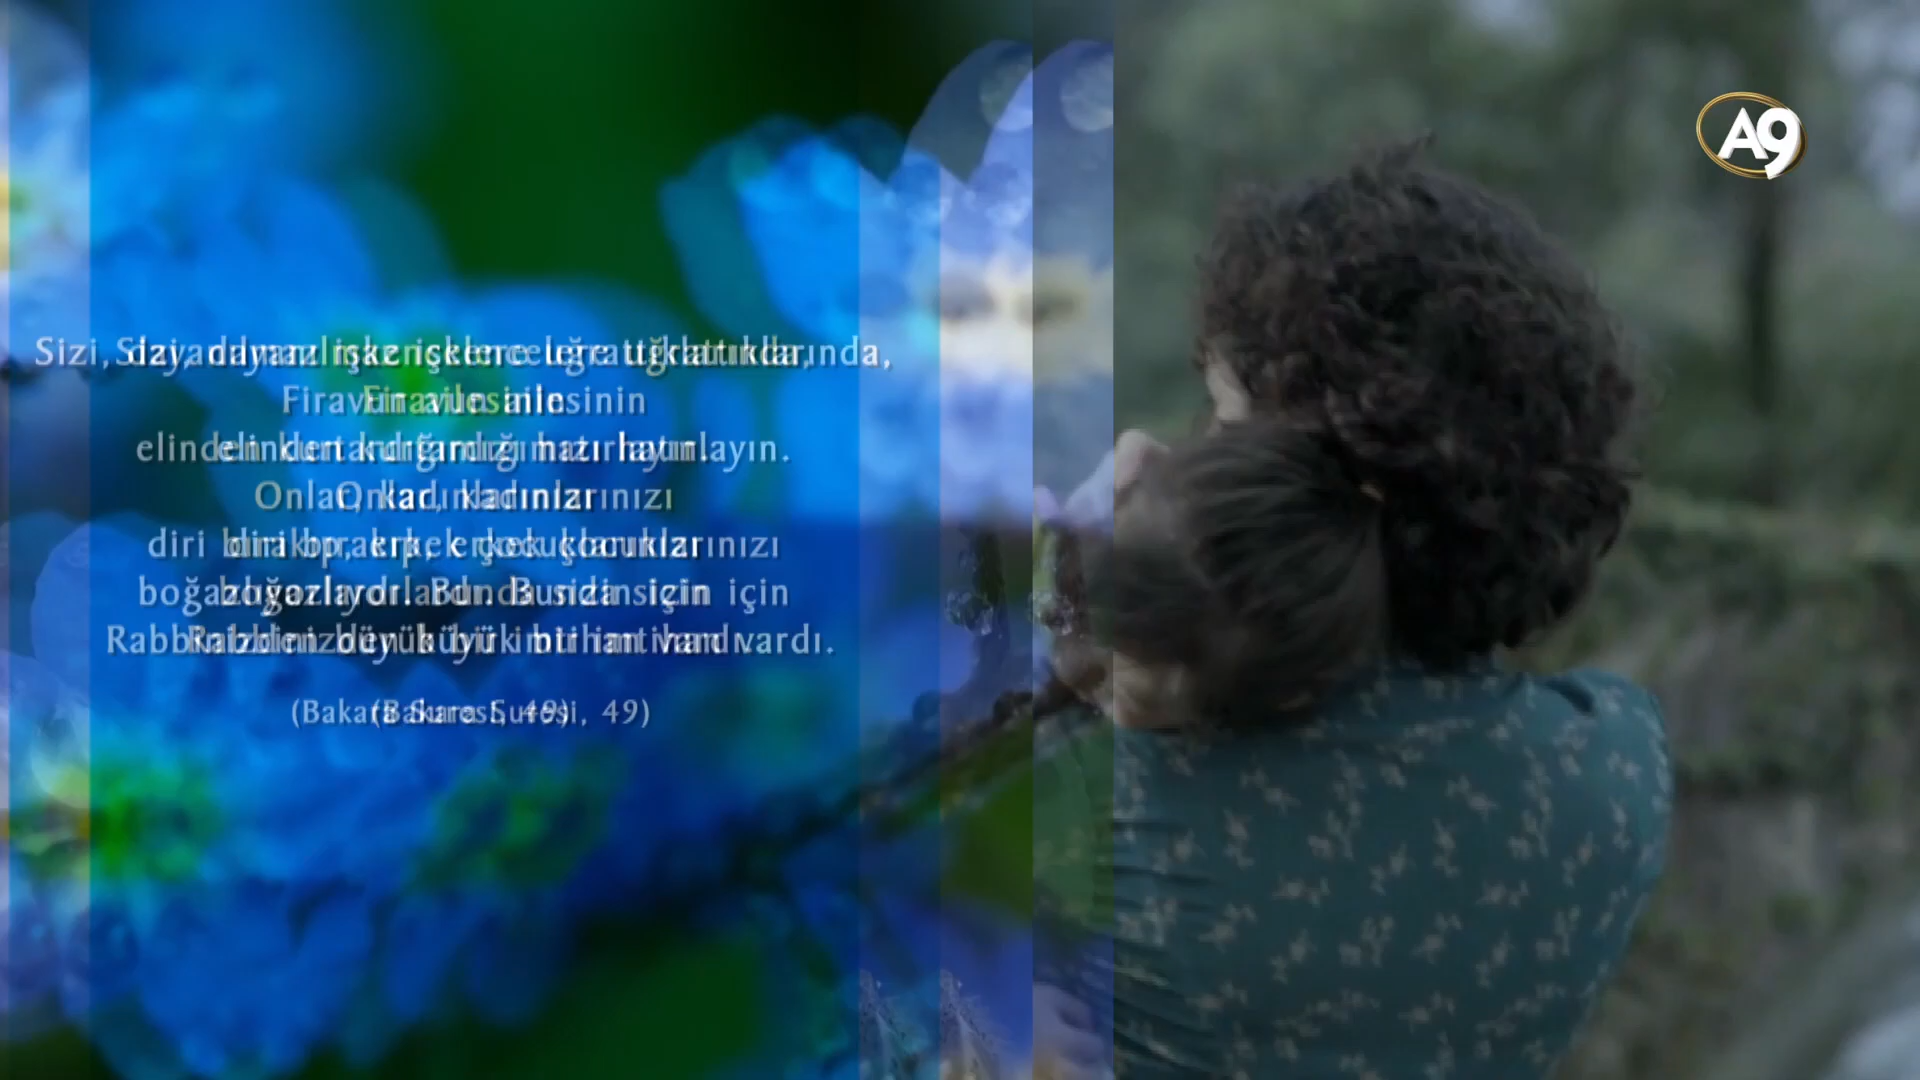 A9
Sizi, dayanılmaz işkencelere uğrattıklarında,
Firavun ailesinin
elinden kurtardığımızı hatırlayın.
Onlar, kadınlarınızı
diri bırakıp, erkek çocuklarınızı
boğazlıyorlardı. Bunda sizin için
Rabbinizden büyük bir imtihan vardı.
(Bakara Suresi, 49)